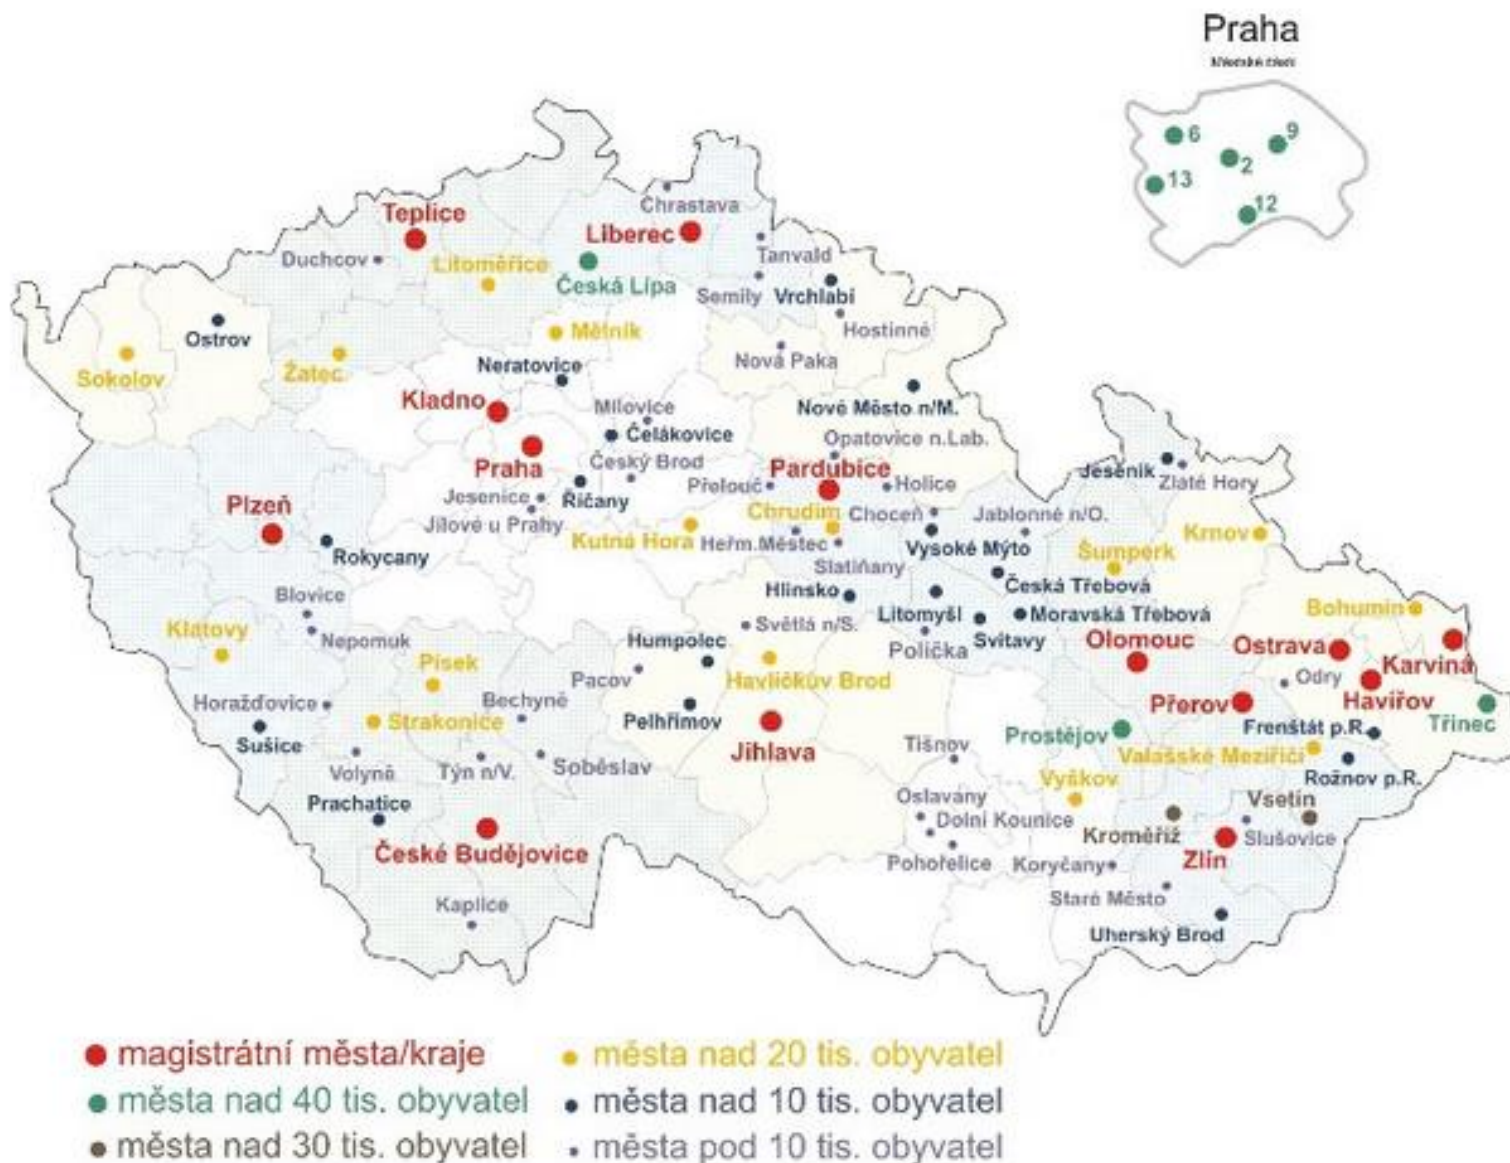 Praha
Městské části
6
9
2
13
12
Chrastava
Teplice
Liberec
Duchcov
Litoměřice
Tanvald
Česká Lípa
Semily
Vrchlabí
Hostinné
Ostrov
Mělník
Sokolov
Žatec
Neratovice
Nová Paka
Kladno
Milovice
Nové Město n/M.
Čelákovice
Opatovice n.Lab.
Praha
Český Brod
Pardubice
Jeseník
Zlaté Hory
Jesenice
Říčany
Přelouč
Holice
Plzeň
Jílové u Prahy
Chrudim
Choceň
Jablonné n/O.
Krnov
Rokycany
Kutná Hora
Heřm.Městec
Vysoké Mýto
Šumperk
Slatiňany
Česká Třebová
Blovice
Hlinsko
Litomyšl
Moravská Třebová
Bohumín
Klatovy
Nepomuk
Světlá n/S.
Svitavy
Humpolec
Polička
Olomouc
Ostrava
Karviná
Písek
Pacov
Havlíčkův Brod
Odry
Havířov
Horažďovice
Bechyně
Přerov
Strakonice
Pelhřimov
Třinec
Sušice
Jihlava
Prostějov
Frenštát p.R.
Tišnov
Valašské Meziříčí
Volyně
Týn n/V.
Soběslav
Vyškov
Rožnov p.R.
Prachatice
Oslavany
Vsetín
Dolní Kounice
Kroměříž
Slušovice
České Budějovice
Pohořelice
Koryčany
Zlín
Kaplice
Staré Město
Uherský Brod
magistrátní města/kraje
města nad 20 tis. obyvatel
města nad 40 tis. obyvatel
města nad 10 tis. obyvatel
města nad 30 tis. obyvatel
města pod 10 tis. obyvatel